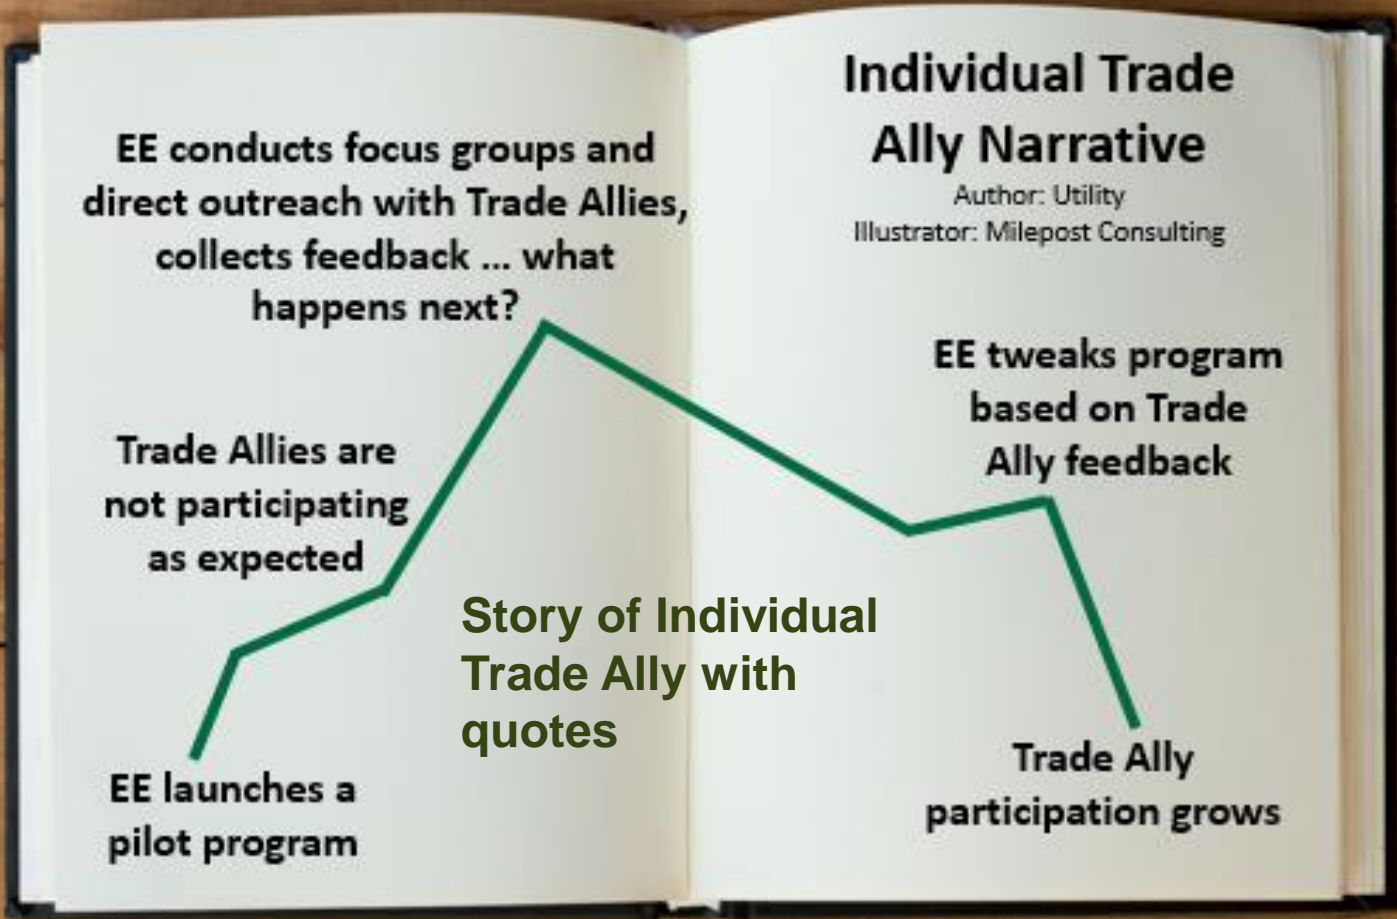 Individual Trade
Ally Narrative
Author: Utility
Illustrator: Milepost Consulting
EE conducts focus groups and
direct outreach with Trade Allies,
collects feedback ... what
happens next?
Trade Allies are
not participating
as expected
EE launches a
pilot program
Story of Individual
Trade Ally with
quotes
EE tweaks program
based on Trade
Ally feedback
Trade Ally
participation grows